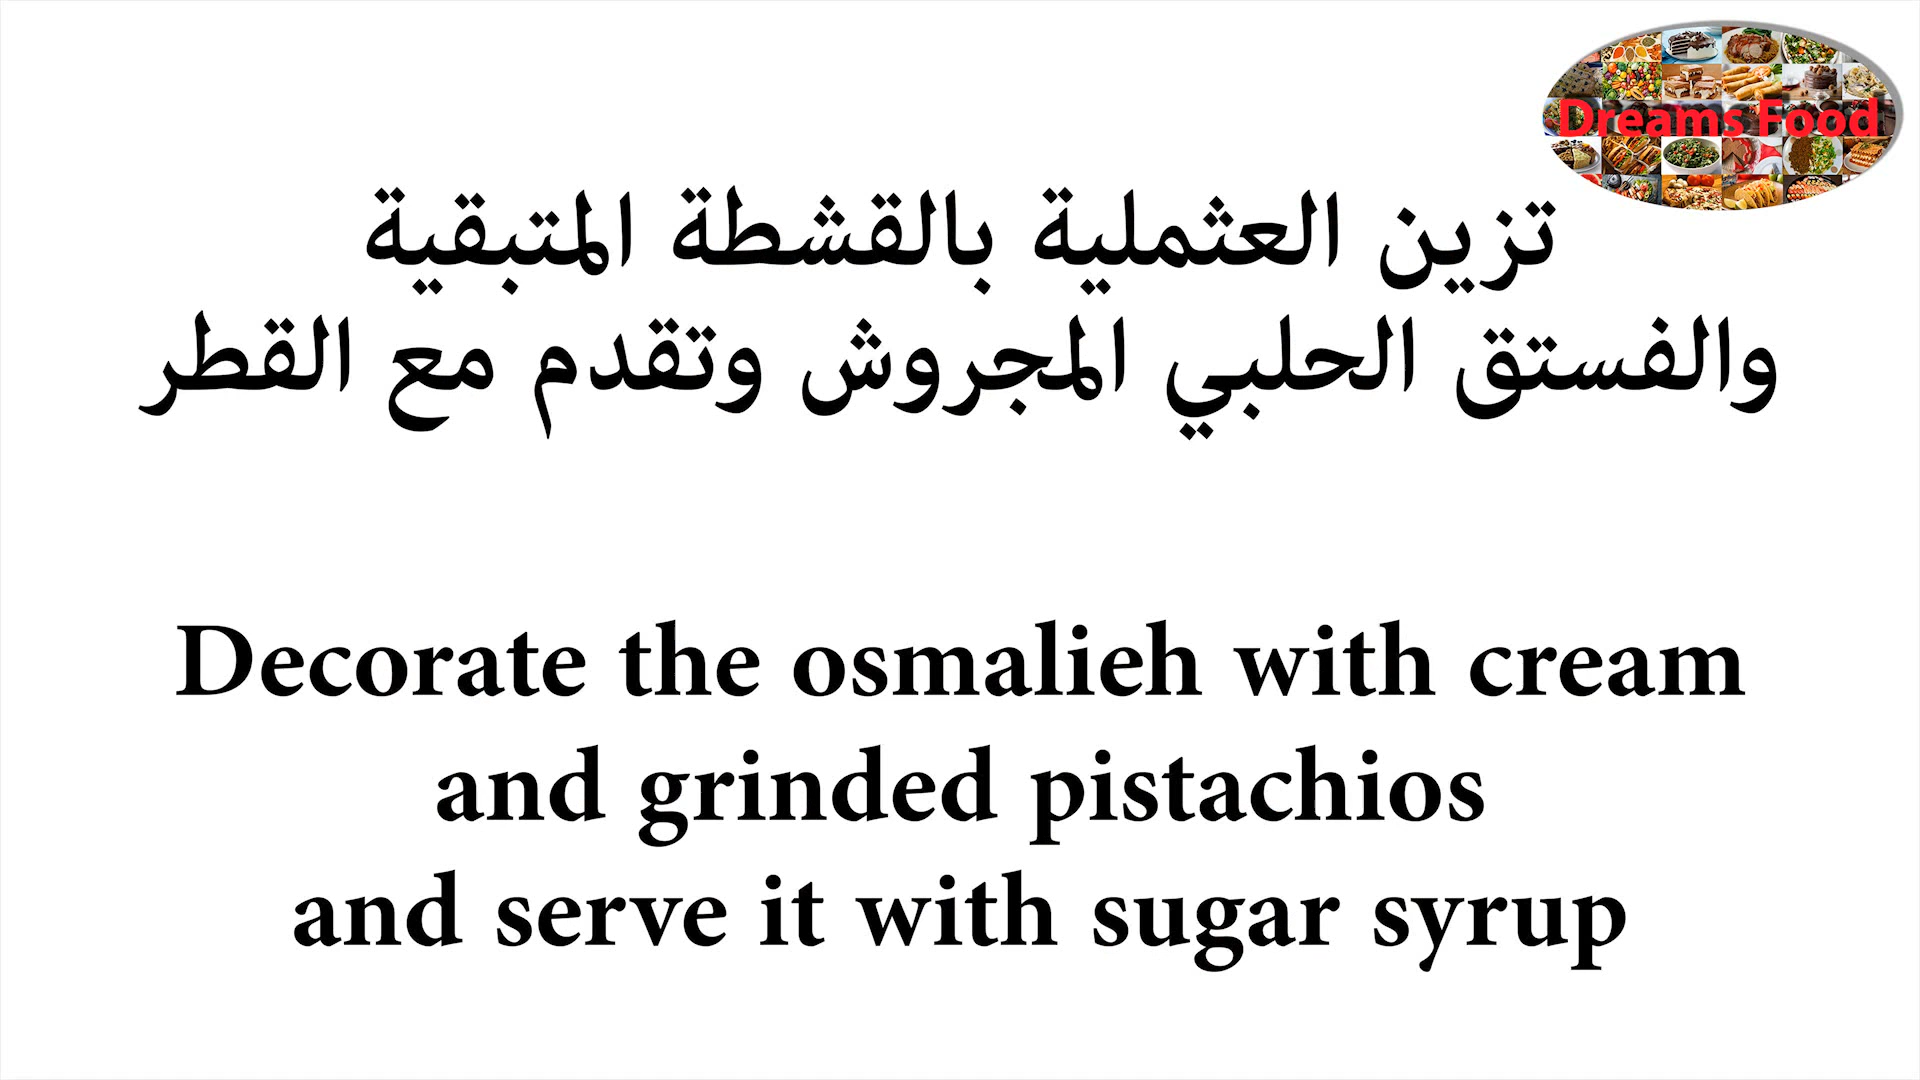 Dreams Food
تزين العثملية بالقشطة المتبقية
والفستق الحلبي المجروش وتقدم مع القطر
Decorate the osmalieh with cream
and grinded pistachios
and serve it with sugar syrup